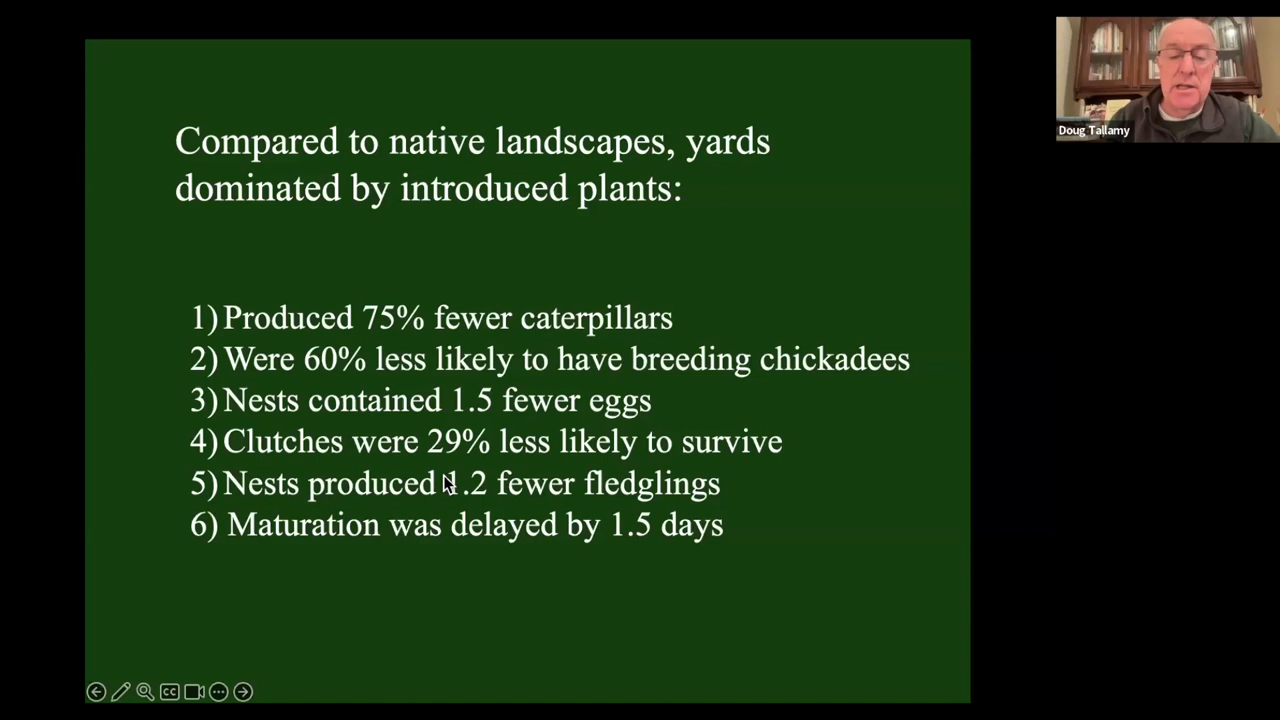 Compared to native landscapes, yards
dominated by introduced plants:
1) Produced 75% fewer caterpillars
2) Were 60% less likely to have breeding chickadees
3) Nests contained 1.5 fewer eggs
4) Clutches were 29% less likely to survive
5) Nests produced 1.2 fewer fledglings
6) Maturation was delayed by 1.5 days
Doug Tallamy
CC